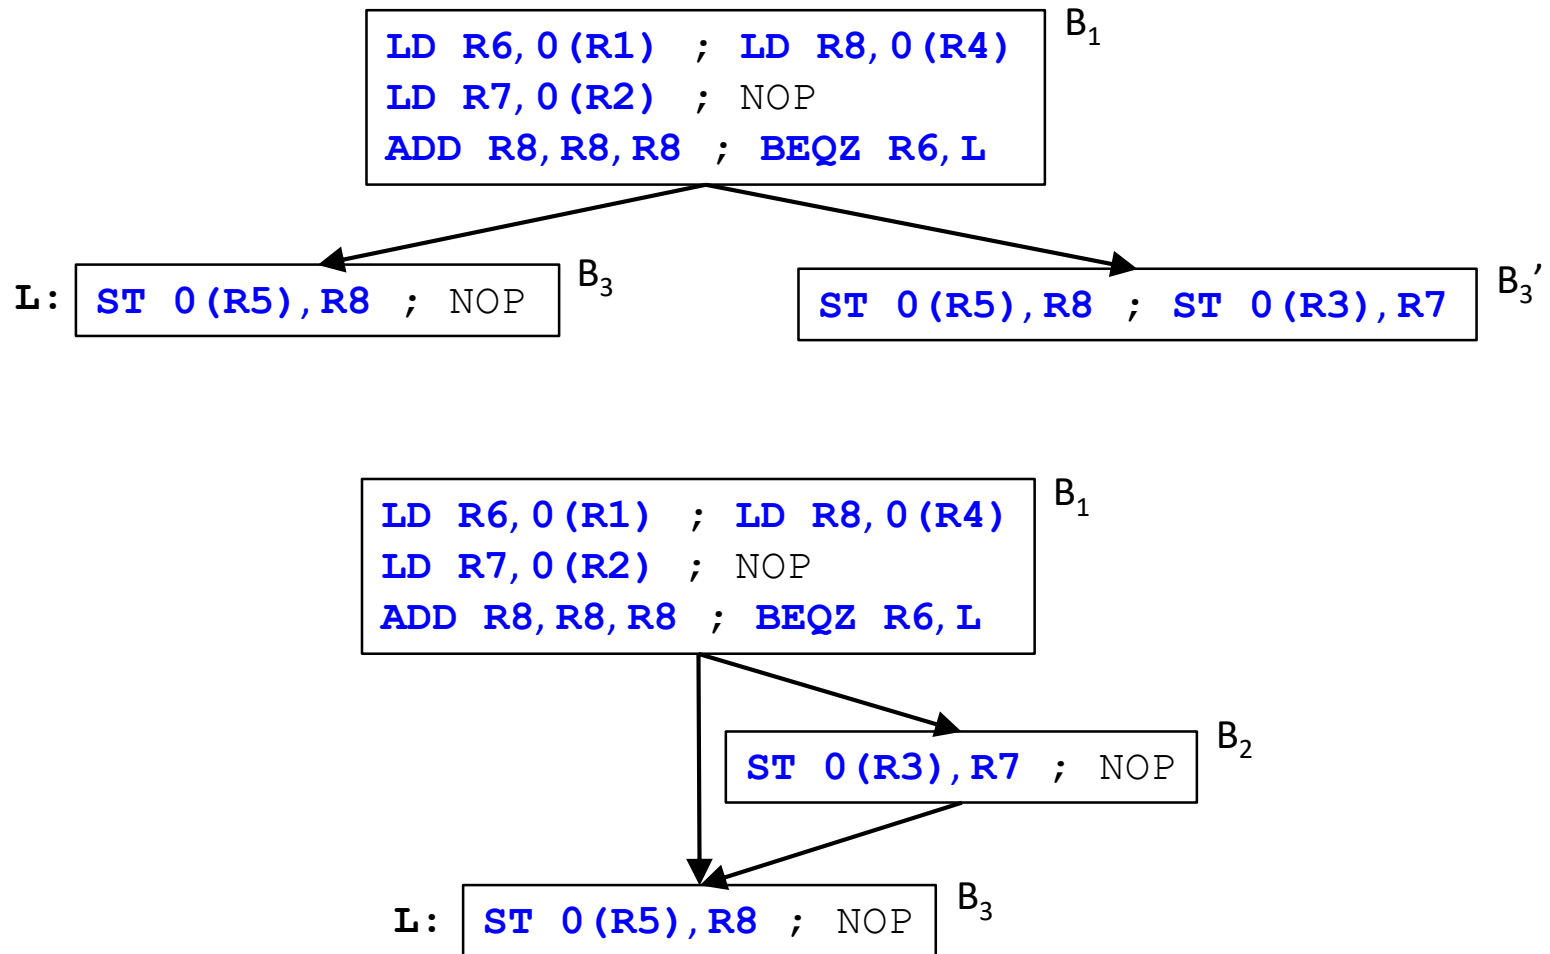 LD R6,0(R1) ; LD R8,0(R4) B₁
LD R7,0(R2) ; NOP
ADD R8,R8,R8 ; BEQZ R6,L
L: ST 0(R5),R8 ; NOP B₃
ST 0(R5),R8 ; ST 0(R3),R7 B₃′
LD R6,0(R1) ; LD R8,0(R4) B₁
LD R7,0(R2) ; NOP
ADD R8,R8,R8 ; BEQZ R6,L
ST 0(R3),R7 ; NOP B₂
L: ST 0(R5),R8 ; NOP B₃